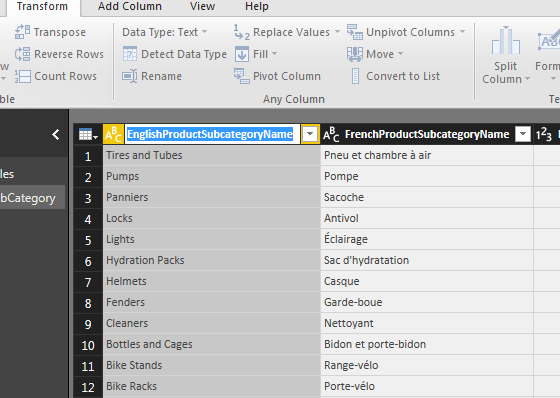 Transform Add Column View Help
Transpose Data Type: Text Replace Values Unpivot Columns
Reverse Rows Detect Data Type Fill Move Split
Count Rows Rename Pivot Column Convert to List Column
Any Column
EnglishProductSubcategoryName FrenchProductSubcategoryName
1 Tires and Tubes Pneu et chambre à air
les
2 Pumps Pompe
bCategory
3 Panniers Sacoche
4 Locks Antivol
5 Lights Éclairage
6 Hydration Packs Sac d'hydratation
7 Helmets Casque
8 Fenders Garde-boue
9 Cleaners Nettoyant
10 Bottles and Cages Bidon et porte-bidon
11 Bike Stands Range-vélo
12 Bike Racks Porte-vélo